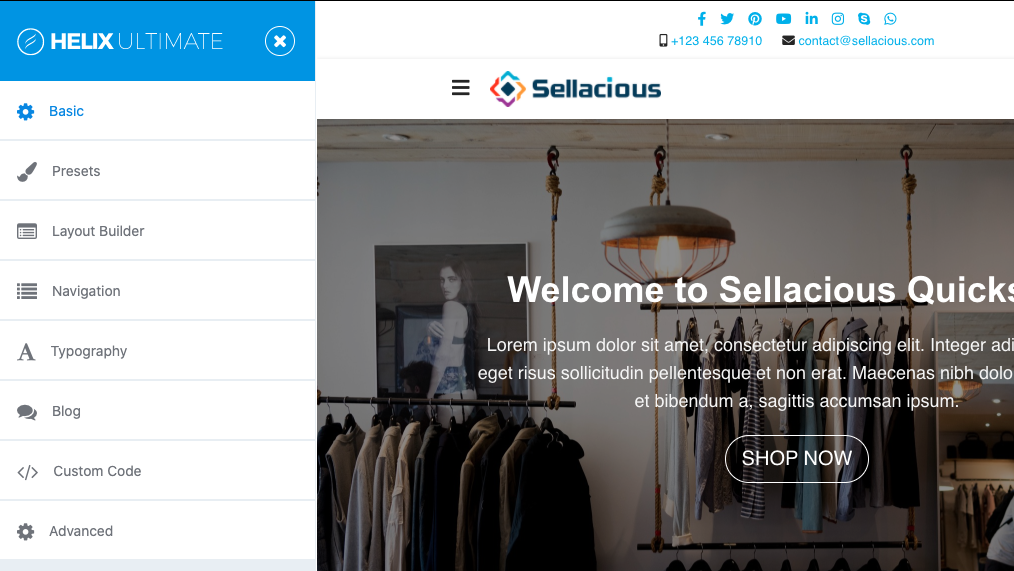 HELIX ULTIMATE
Basic
Presets
Layout Builder
Navigation
Typography
Blog
Custom Code
Advanced
+123 456 78910 contact@sellacious.com
Sellacious
Welcome to Sellacious Quicks
Lorem ipsum dolor sit amet, consectetur adipiscing elit. Integer adi
eget risus sollicitudin pellentesque et non erat. Maecenas nibh dolo
et bibendum a, sagittis accumsan ipsum.
SHOP NOW